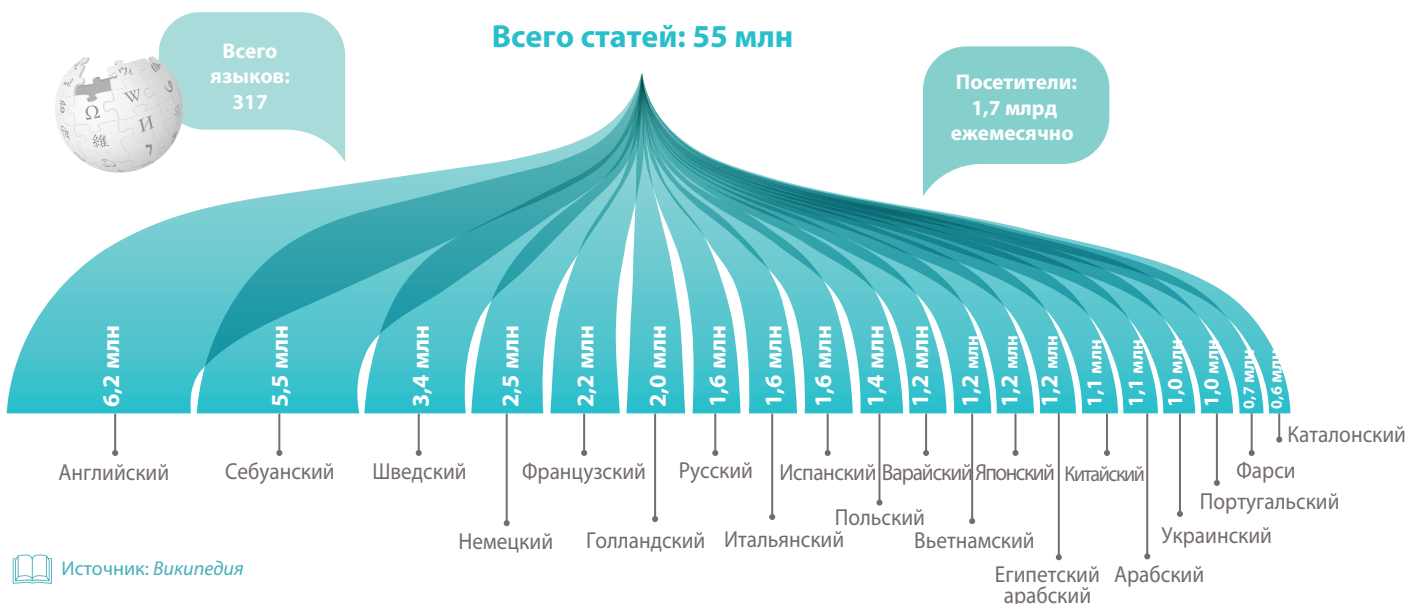 Всего статей: 55 млн
Всего
языков:
317
Посетители:
1,7 млрд
ежемесячно
Ω
W
И
維
6,2 млн
5,5 млн
3,4 млн
2,5 млн
2,2 млн
2,0 млн
1,6 млн
1,6 млн
1,6 млн
1,4 млн
1,2 млн
1,2 млн
1,2 млн
1,2 млн
1,1 млн
1,1 млн
1,0 млн
1,0 млн
0,7 млн
0,6 млн
Английский
Себуанский
Шведский
Немецкий
Французский
Голландский
Русский
Итальянский
Испанский
Польский
Варайский
Вьетнамский
Японский
Египетский
арабский
Китайский
Арабский
Украинский
Португальский
Фарси
Каталонский
Источник: Википедия